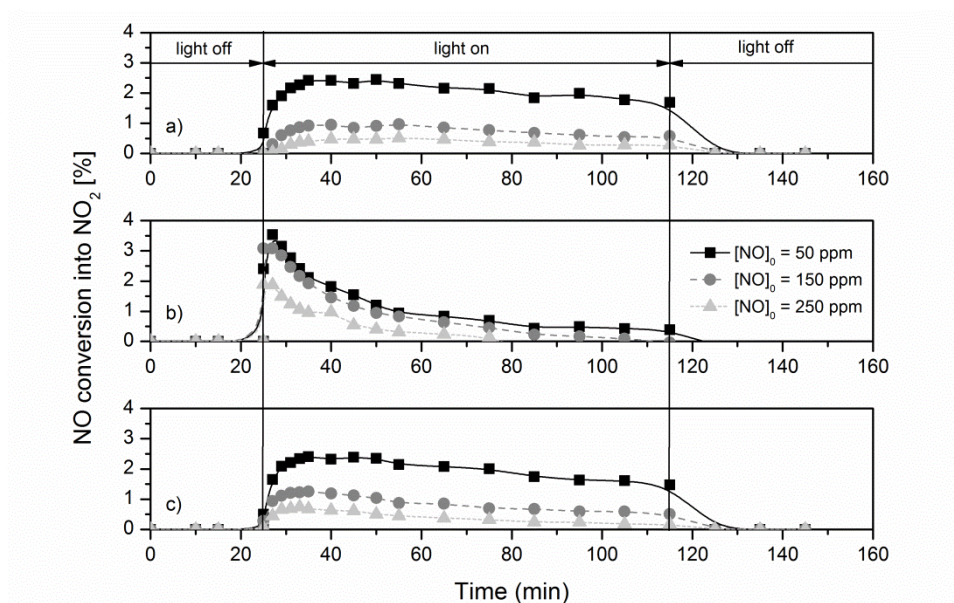 light off light on light off
4
3
2
1
0
a)
0 20 40 60 80 100 120 140 160
NO conversion into NO₂ [%]
4
3
2
1
0
b)
[NO]₀ = 50 ppm
[NO]₀ = 150 ppm
[NO]₀ = 250 ppm
0 20 40 60 80 100 120 140 160
4
3
2
1
0
c)
0 20 40 60 80 100 120 140 160
Time (min)